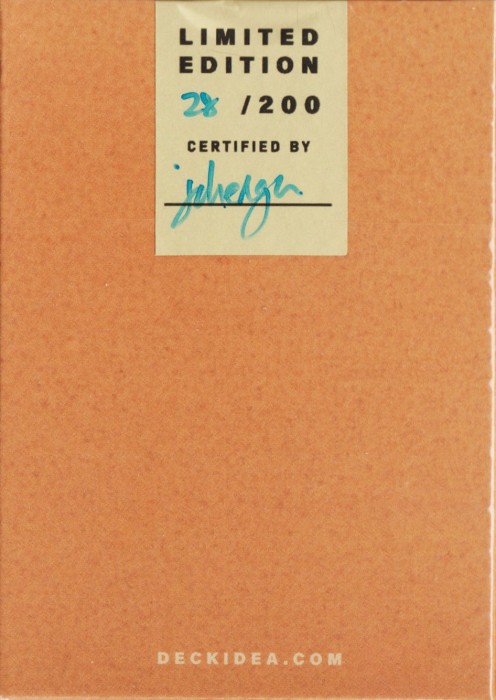 LIMITED
EDITION
28 /200
CERTIFIED BY
DECKIDEA.COM